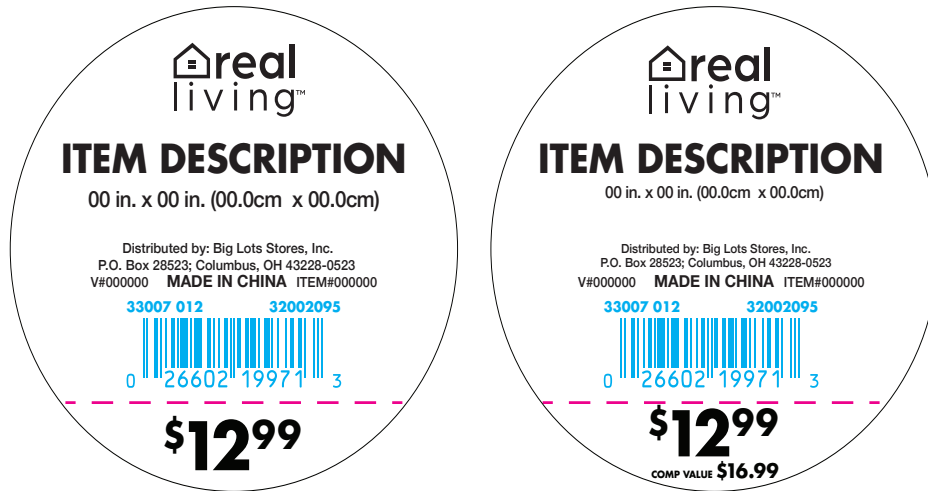 real
living™
ITEM DESCRIPTION
00 in. x 00 in. (00.0cm x 00.0cm)
Distributed by: Big Lots Stores, Inc.
P.O. Box 28523; Columbus, OH 43228-0523
V#000000 MADE IN CHINA ITEM#000000
33007 012 32002095
0 26602 19971 3
$1299
real
living™
ITEM DESCRIPTION
00 in. x 00 in. (00.0cm x 00.0cm)
Distributed by: Big Lots Stores, Inc.
P.O. Box 28523; Columbus, OH 43228-0523
V#000000 MADE IN CHINA ITEM#000000
33007 012 32002095
0 26602 19971 3
$1299
COMP VALUE $16.99